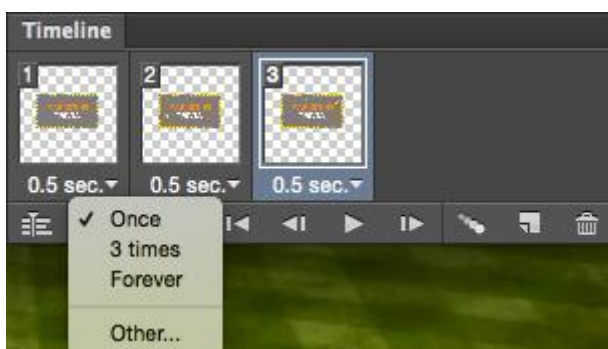 Timeline
1 2 3
0.5 sec. 0.5 sec. 0.5 sec.
Once
3 times
Forever
Other...